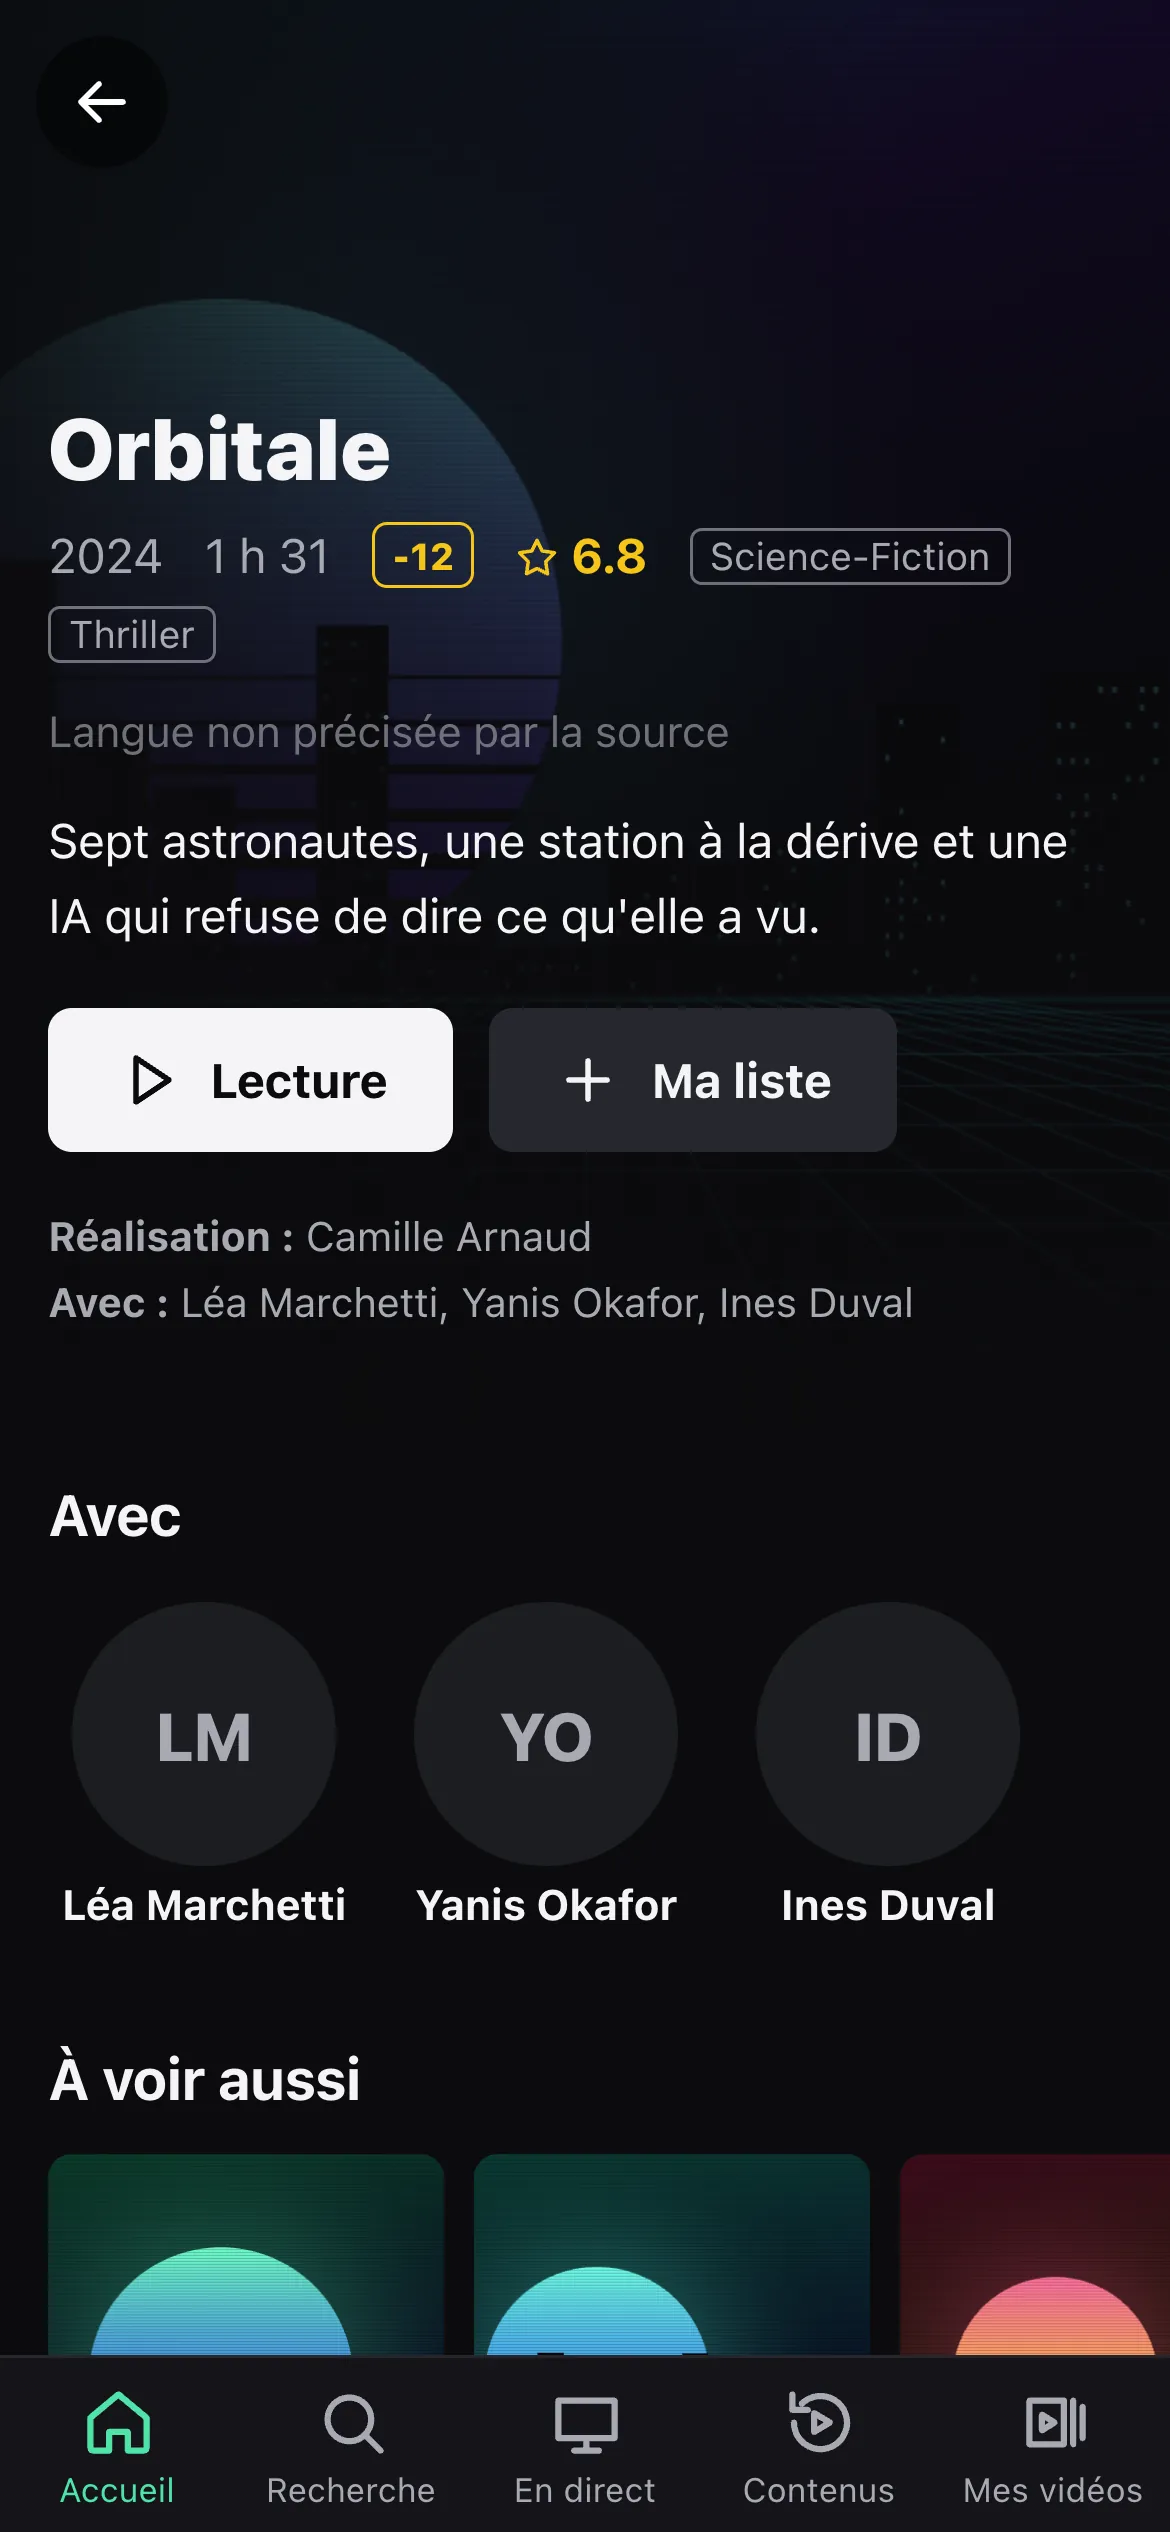 Orbitale
2024 1 h 31 -12 6.8 Science-Fiction
Thriller
Langue non précisée par la source
Sept astronautes, une station à la dérive et une
IA qui refuse de dire ce qu'elle a vu.
Lecture Ma liste
Réalisation : Camille Arnaud
Avec : Léa Marchetti, Yanis Okafor, Ines Duval
Avec
LM YO ID
Léa Marchetti Yanis Okafor Ines Duval
À voir aussi
Accueil Recherche En direct Contenus Mes vidéos